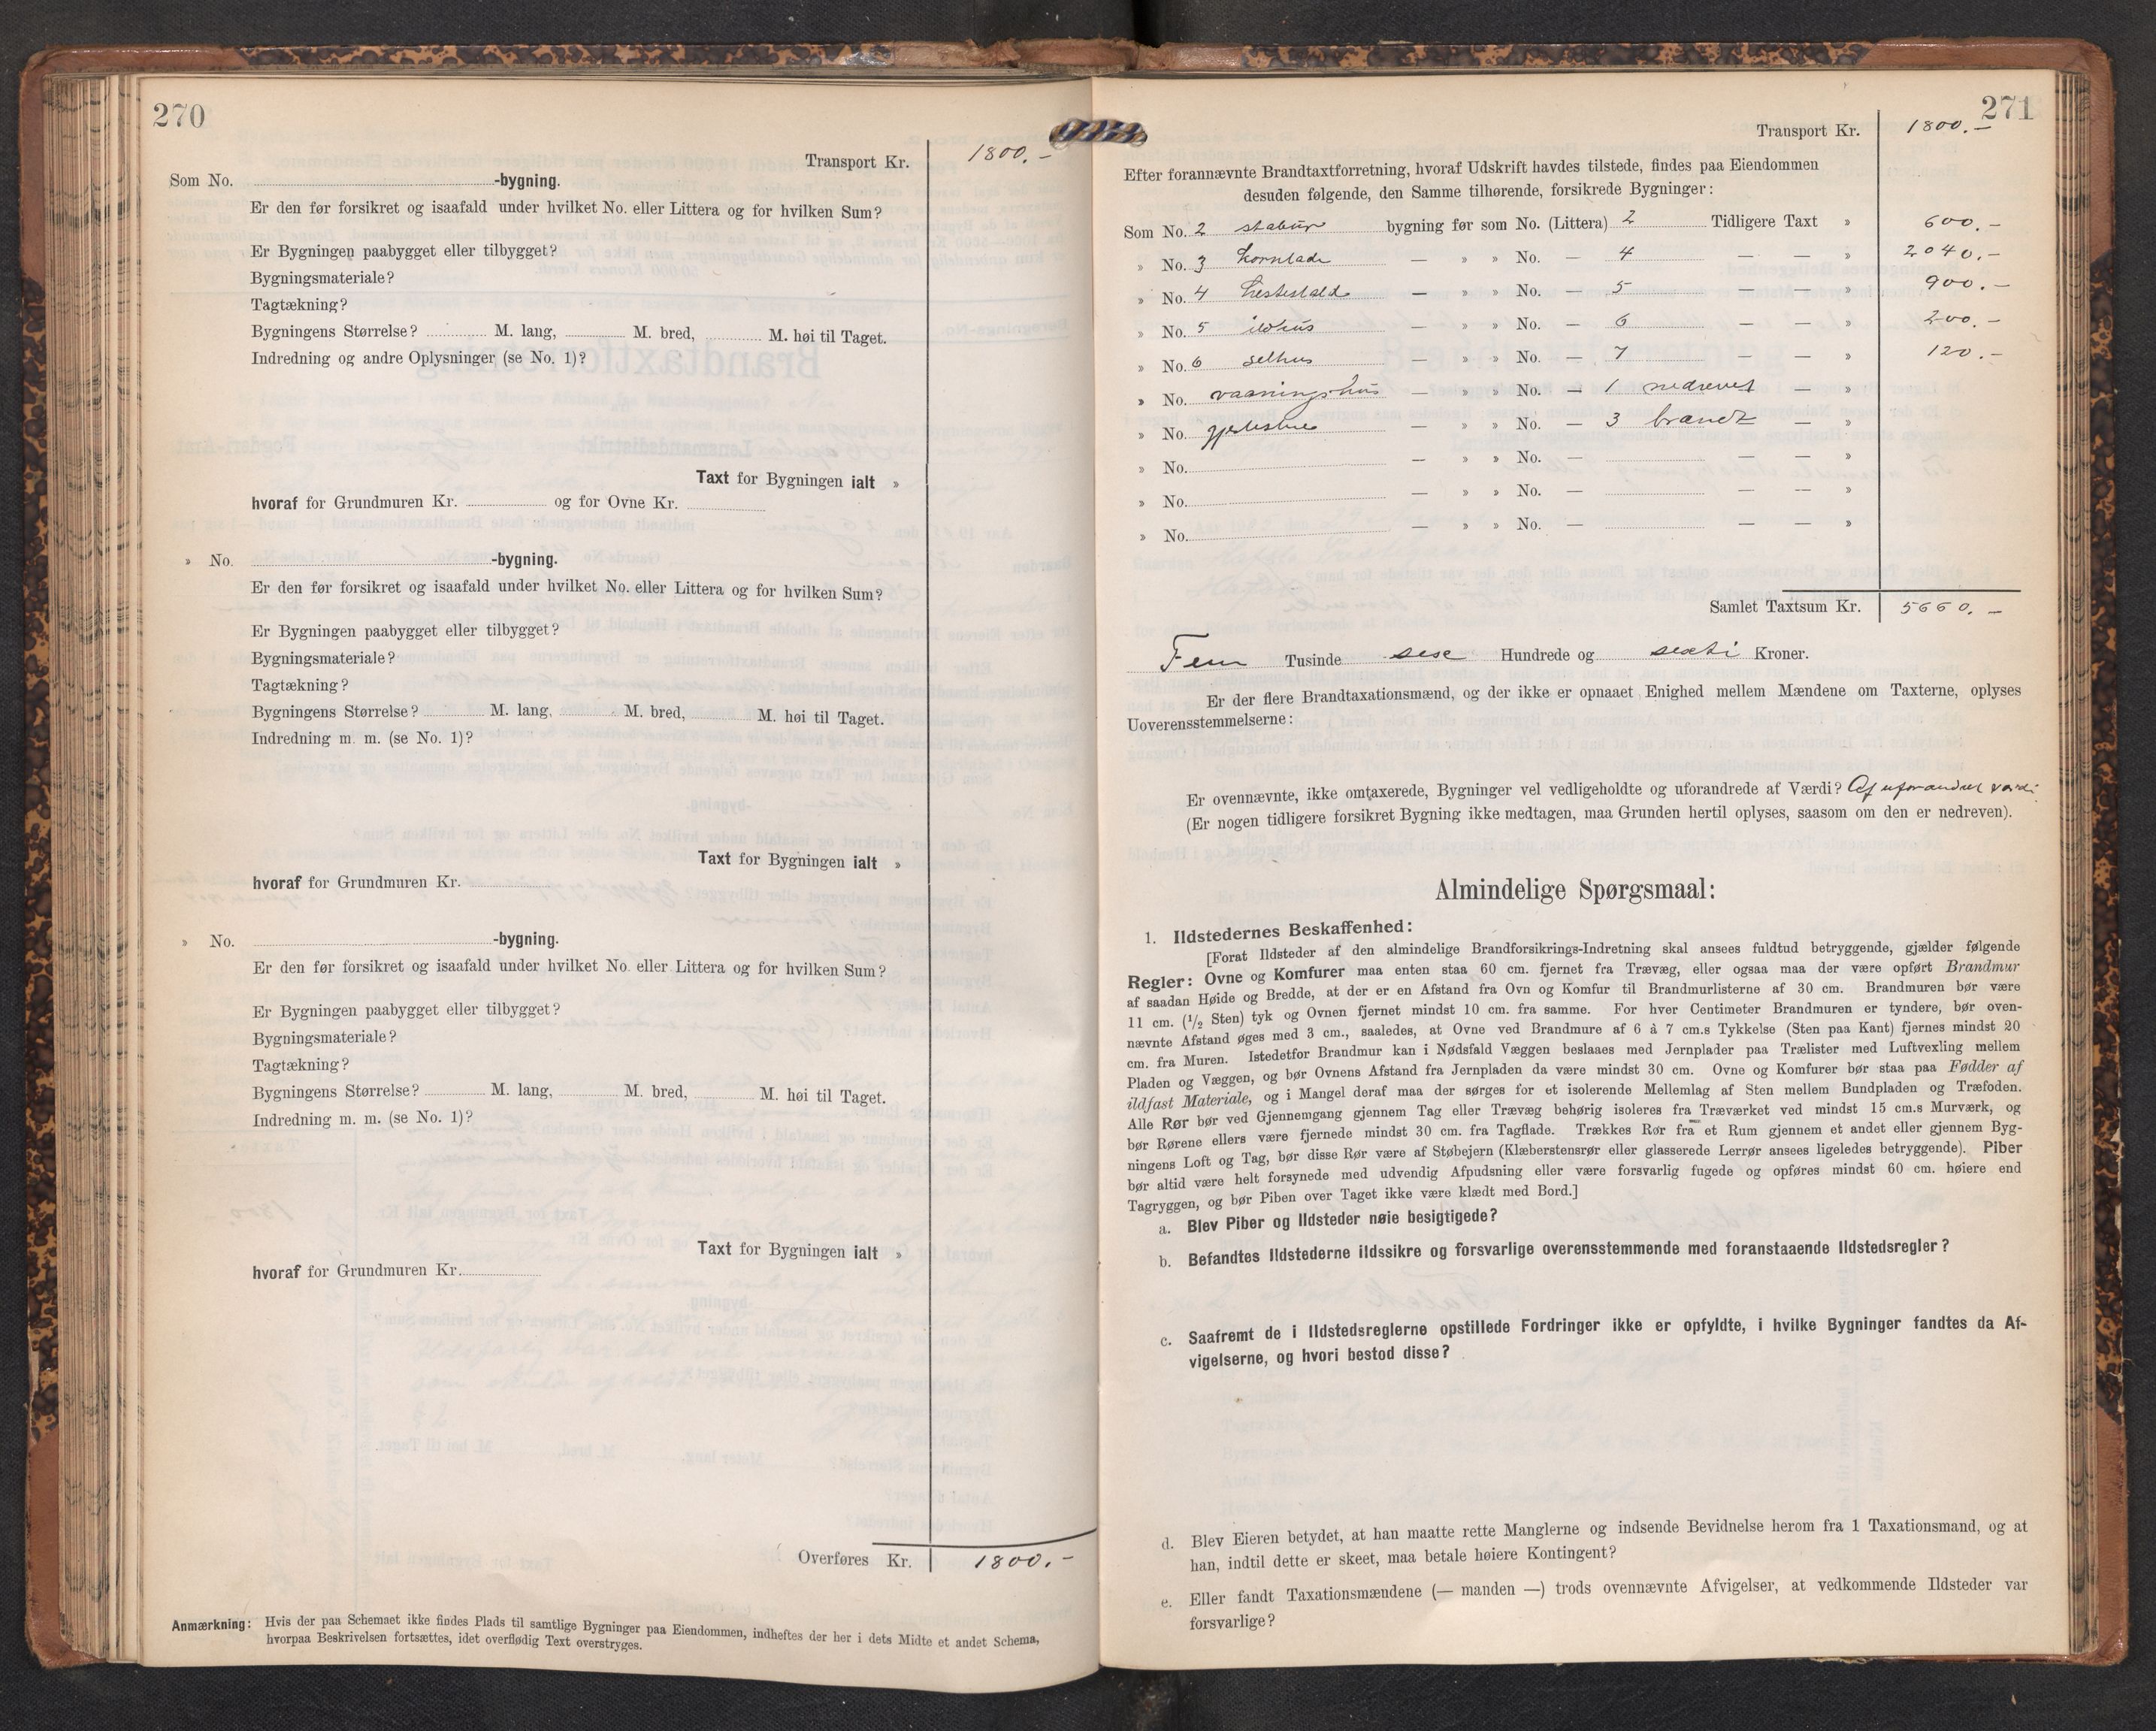 270
Transport Kr. 1800.-
Som No. -bygning.
Er den før forsikret og isaafald under hvilket No. eller Littera og for hvilken Sum?
Er Bygningen paabygget eller tilbygget?
Bygningsmateriale?
Tagtækning?
Bygningens Størrelse? M. lang, M. bred, M. høi til Taget.
Indredning og andre Oplysninger (se No. 1)?
Taxt for Bygningen ialt »
hvoraf for Grundmuren Kr. og for Ovne Kr.
» No. -bygning.
Er den før forsikret og isaafald under hvilket No. eller Littera og for hvilken Sum?
Er Bygningen paabygget eller tilbygget?
Bygningsmateriale?
Tagtækning?
Bygningens Størrelse? M. lang, M. bred, M. høi til Taget.
Indredning m. m. (se No. 1)?
Taxt for Bygningen ialt »
hvoraf for Grundmuren Kr.
» No. -bygning.
Er den før forsikret og isaafald under hvilket No. eller Littera og for hvilken Sum?
Er Bygningen paabygget eller tilbygget?
Bygningsmateriale?
Tagtækning?
Bygningens Størrelse? M. lang, M. bred, M. høi til Taget.
Indredning m. m. (se No. 1)?
Taxt for Bygningen ialt »
hvoraf for Grundmuren Kr.
Overføres Kr. 1800.-
Anmærkning: Hvis der paa Schemaet ikke findes Plads til samtlige Bygninger paa Eiendommen, indheftes der her i dets Midte et andet Schema,
hvorpaa Beskrivelsen fortsættes, idet overflødig Text overstryges.
271
Transport Kr. 1800.-
Efter forannævnte Brandtaxtforretning, hvoraf Udskrift havdes tilstede, findes paa Eiendommen
desuden følgende, den Samme tilhørende, forsikrede Bygninger:
Som No. 2 stabur bygning før som No. (Littera) 2 Tidligere Taxt » 600.-
» No. 3 kornlade — » » No. — 4 — — » 2040.-
» No. 4 hestestald — » » No. — 5 — — » 900.-
» No. 5 ildhus — » » No. — 6 — — » 200.-
» No. 6 selhus — » » No. — 7 — — » 120.-
» No. vaaningshus — » » No. — 1 nedrevet — »
» No. — » » No. — 3 brændt — »
» No. — » » No. — — — »
» No. — » » No. — — — »
» No. — » » No. — — — »
Samlet Taxtsum Kr. 5660.-
Fem Tusinde sex Hundrede og sexti Kroner.
Er der flere Brandtaxationsmænd, og der ikke er opnaaet Enighed mellem Mændene om Taxterne, oplyses
Uoverensstemmelserne:
Er ovennævnte, ikke omtaxerede, Bygninger vel vedligeholdte og uforandrede af Værdi? Af uforandret værdi
(Er nogen tidligere forsikret Bygning ikke medtagen, maa Grunden hertil oplyses, saasom om den er nedreven).
Almindelige Spørgsmaal:
1. Ildstedernes Beskaffenhed:
[Forat Ildsteder af den almindelige Brandforsikrings-Indretning skal ansees fuldtud betryggende, gjælder følgende
Regler: Ovne og Komfurer maa enten staa 60 cm. fjernet fra Trævæg, eller ogsaa maa der være opført Brandmur
af saadan Høide og Bredde, at der er en Afstand fra Ovn og Komfur til Brandmurlisterne af 30 cm. Brandmuren bør være
11 cm. (1/2 Sten) tyk og Ovnen fjernet mindst 10 cm. fra samme. For hver Centimeter Brandmuren er tyndere, bør oven-
nævnte Afstand øges med 3 cm., saaledes, at Ovne ved Brandmure af 6 à 7 cm.s Tykkelse (Sten paa Kant) fjernes mindst 20
cm. fra Muren. Istedetfor Brandmur kan i Nødsfald Væggen beslaaes med Jernplader paa Trælister med Luftvexling mellem
Pladen og Væggen, og bør Ovnens Afstand fra Jernpladen da være mindst 30 cm. Ovne og Komfurer bør staa paa Fødder af
ildfast Materiale, og i Mangel deraf maa der sørges for et isolerende Mellemlag af Sten mellem Bundpladen og Træfoden.
Alle Rør bør ved Gjennemgang gjennem Tag eller Trævæg behørig isoleres fra Træværket ved mindst 15 cm.s Murværk, og
bør Rørene ellers være fjernede mindst 30 cm. fra Tagflade. Trækkes Rør fra et Rum gjennem et andet eller gjennem Byg-
ningens Loft og Tag, bør disse Rør være af Støbejern (Klæberstensrør eller glasserede Lerrør ansees ligeledes betryggende). Piber
bør altid være helt forsynede med udvendig Afpudsning eller være forsvarlig fugede og opføres mindst 60 cm. høiere end
Tagryggen, og bør Piben over Taget ikke være klædt med Bord.]
a. Blev Piber og Ildsteder nøie besigtigede?
b. Befandtes Ildstederne ildssikre og forsvarlige overensstemmende med foranstaaende Ildstedsregler?
c. Saafremt de i Ildstedsreglerne opstillede Fordringer ikke er opfyldte, i hvilke Bygninger fandtes da Af-
vigelserne, og hvori bestod disse?
d. Blev Eieren betydet, at han maatte rette Manglerne og indsende Bevidnelse herom fra 1 Taxationsmand, og at
han, indtil dette er skeet, maa betale høiere Kontingent?
e. Eller fandt Taxationsmændene (— manden —) trods ovennævnte Afvigelser, at vedkommende Ildsteder var
forsvarlige?